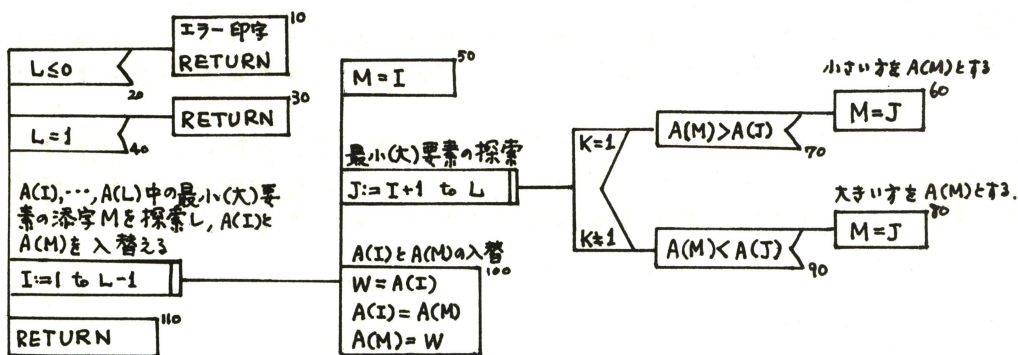 エラー印字
RETURN
10
L≤0
20
RETURN
30
L=1
40
A(I),…,A(L)中の最小(大)要
素の添字Mを探索し,A(I)と
A(M)を入替える
I:=1 to L-1
RETURN
110
M=I
50
最小(大)要素の探索
J:=I+1 to L
A(I)とA(M)の入替
100
W=A(I)
A(I)=A(M)
A(M)=W
K=1
K≠1
小さい方をA(M)とする
60
A(M)>A(J)
M=J
70
大きい方をA(M)とする.
80
A(M)<A(J)
M=J
90